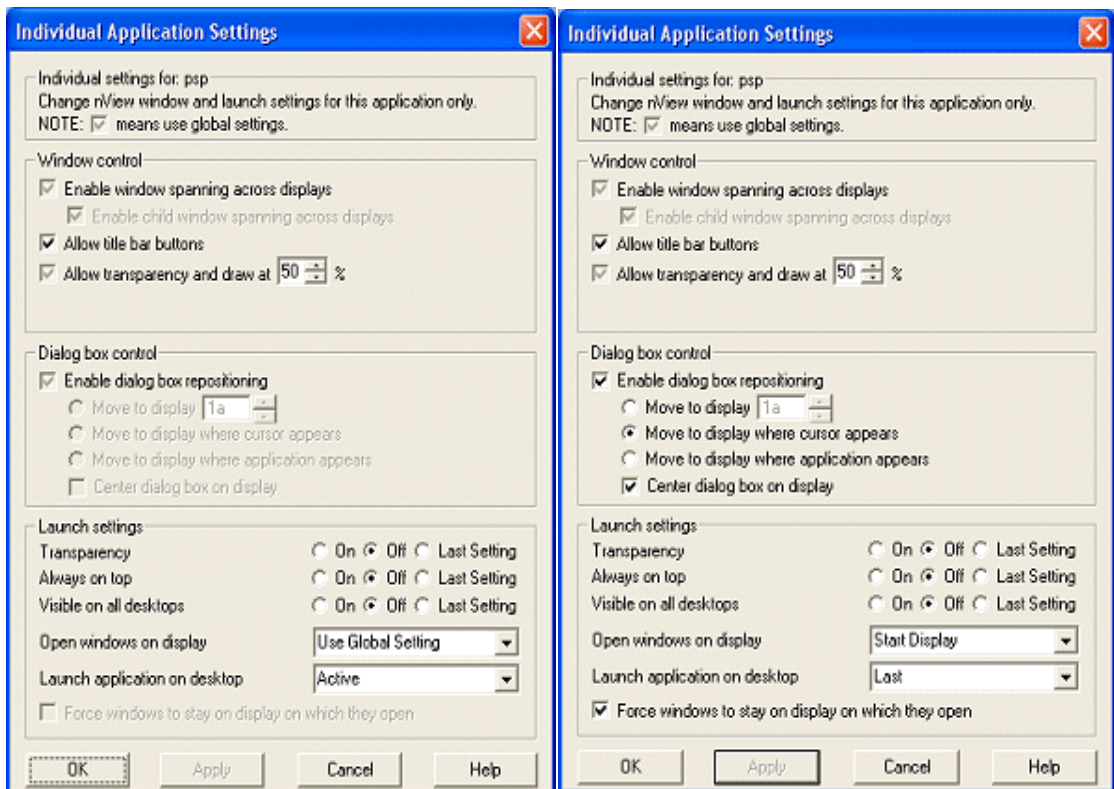 Individual Application Settings
Individual settings for: psp
Change nView window and launch settings for this application only.
NOTE: means use global settings.
Window control
Enable window spanning across displays
Enable child window spanning across displays
Allow title bar buttons
Allow transparency and draw at 50 %
Dialog box control
Enable dialog box repositioning
Move to display 1a
Move to display where cursor appears
Move to display where application appears
Center dialog box on display
Launch settings
Transparency On Off Last Setting
Always on top On Off Last Setting
Visible on all desktops On Off Last Setting
Open windows on display Use Global Setting
Launch application on desktop Active
Force windows to stay on display on which they open
OK Apply Cancel Help
Individual Application Settings
Individual settings for: psp
Change nView window and launch settings for this application only.
NOTE: means use global settings.
Window control
Enable window spanning across displays
Enable child window spanning across displays
Allow title bar buttons
Allow transparency and draw at 50 %
Dialog box control
Enable dialog box repositioning
Move to display 1a
Move to display where cursor appears
Move to display where application appears
Center dialog box on display
Launch settings
Transparency On Off Last Setting
Always on top On Off Last Setting
Visible on all desktops On Off Last Setting
Open windows on display Start Display
Launch application on desktop Last
Force windows to stay on display on which they open
OK Apply Cancel Help